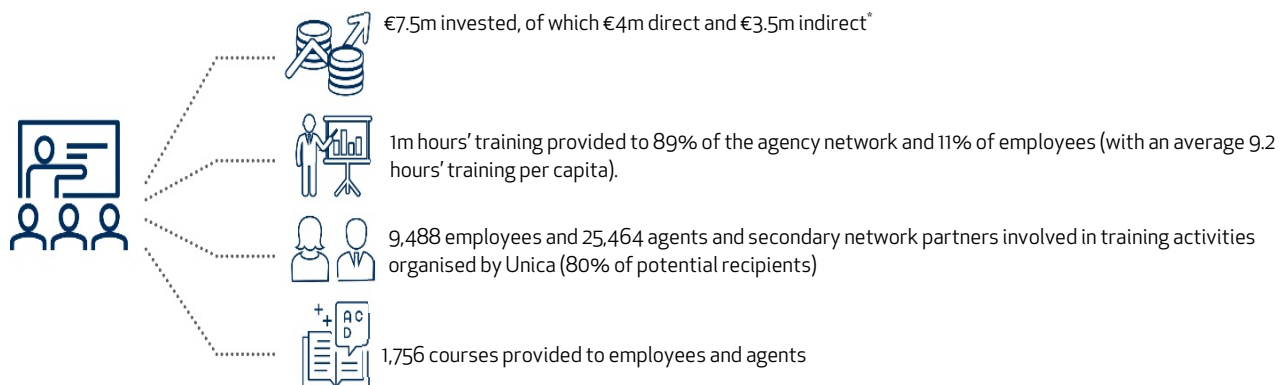 €7.5m invested, of which €4m direct and €3.5m indirect*
1m hours' training provided to 89% of the agency network and 11% of employees (with an average 9.2
hours' training per capita).
9,488 employees and 25,464 agents and secondary network partners involved in training activities
organised by Unica (80% of potential recipients)
A C
D
1,756 courses provided to employees and agents